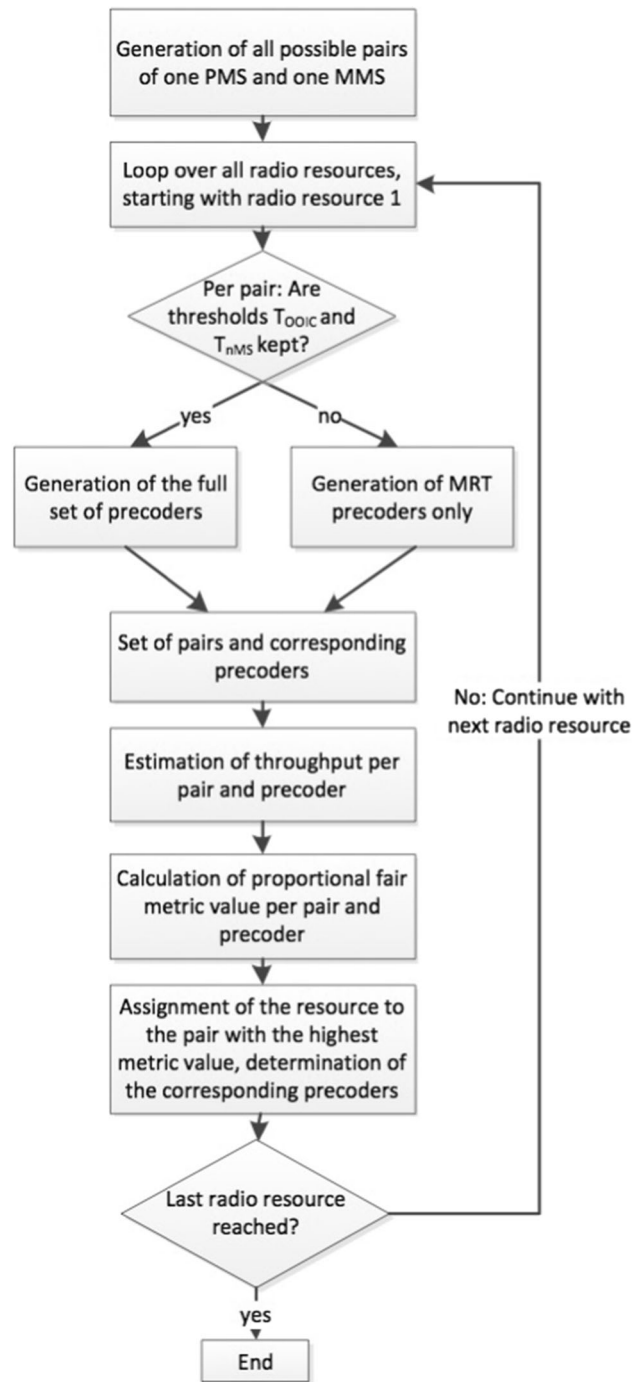 Generation of all possible pairs
of one PMS and one MMS
Loop over all radio resources,
starting with radio resource 1
Per pair: Are
thresholds TOOIC and
TnMS kept?
yes
no
Generation of the full
set of precoders
Generation of MRT
precoders only
Set of pairs and corresponding
precoders
No: Continue with
next radio resource
Estimation of throughput per
pair and precoder
Calculation of proportional fair
metric value per pair and
precoder
Assignment of the resource to
the pair with the highest
metric value, determination of
the corresponding precoders
Last radio resource
reached?
yes
End